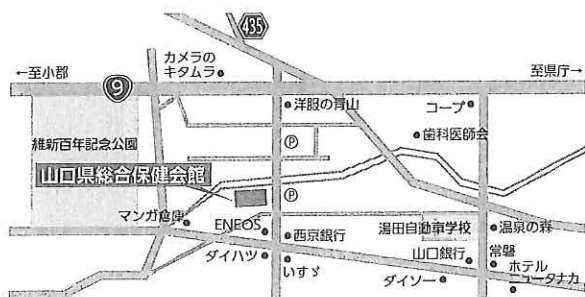 435
カメラの
キタムラ
←至小郡
至県庁→
9
洋服の青山
コープ
歯科医師会
維新百年記念公園
P
山口県総合保健会館
P
マンガ倉庫
ENEOS
西京銀行
湯田自動車学校
温泉の森
ダイハツ
いすゞ
山口銀行
常磐
ダイソー
ホテル
ニュータナカ